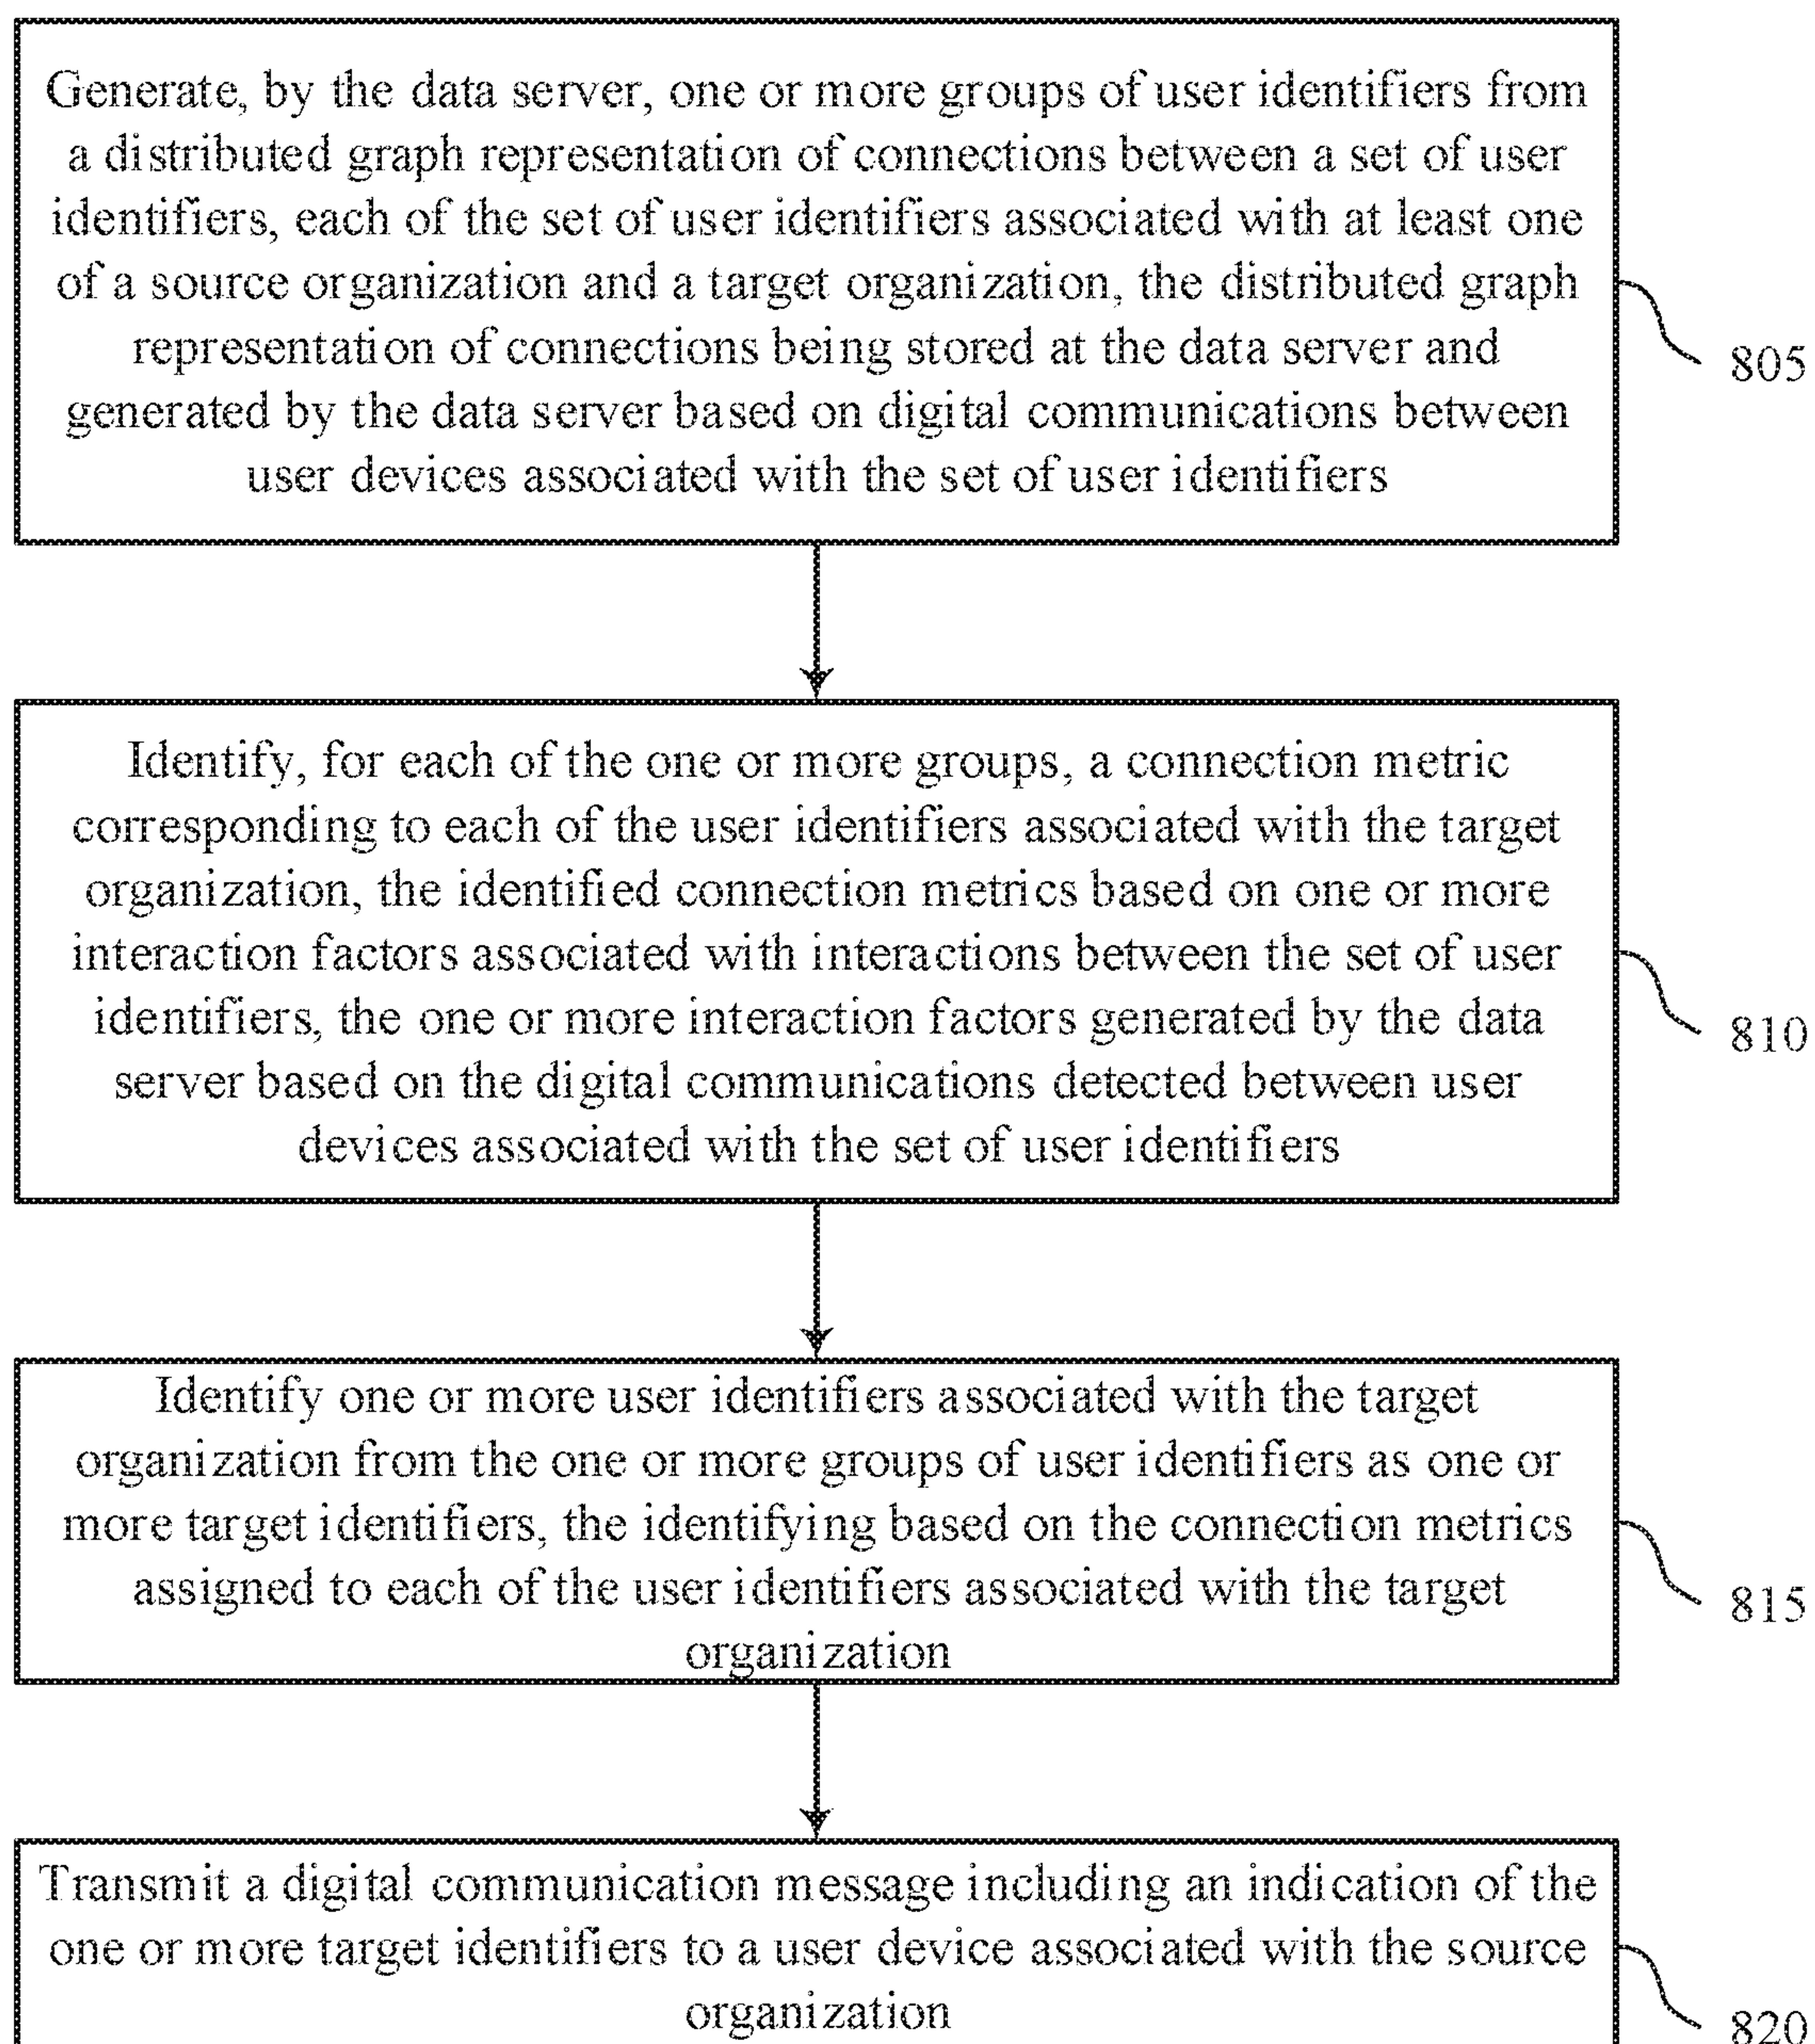 Generate, by the data server, one or more groups of user identifiers from
a distributed graph representation of connections between a set of user
identifiers, each of the set of user identifiers associated with at least one
of a source organization and a target organization, the distributed graph
representation of connections being stored at the data server and
generated by the data server based on digital communications between
user devices associated with the set of user identifiers
805
Identify, for each of the one or more groups, a connection metric
corresponding to each of the user identifiers associated with the target
organization, the identified connection metrics based on one or more
interaction factors associated with interactions between the set of user
identifiers, the one or more interaction factors generated by the data
server based on the digital communications detected between user
devices associated with the set of user identifiers
810
Identify one or more user identifiers associated with the target
organization from the one or more groups of user identifiers as one or
more target identifiers, the identifying based on the connection metrics
assigned to each of the user identifiers associated with the target
organization
815
Transmit a digital communication message including an indication of the
one or more target identifiers to a user device associated with the source
organization
820